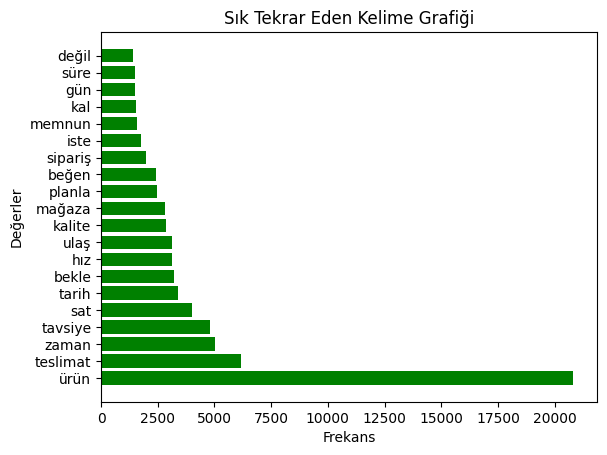 Sık Tekrar Eden Kelime Grafiği
Değerler
değil
süre
gün
kal
memnun
iste
sipariş
beğen
planla
mağaza
kalite
ulaş
hız
bekle
tarih
sat
tavsiye
zaman
teslimat
ürün
0 2500 5000 7500 10000 12500 15000 17500 20000
Frekans